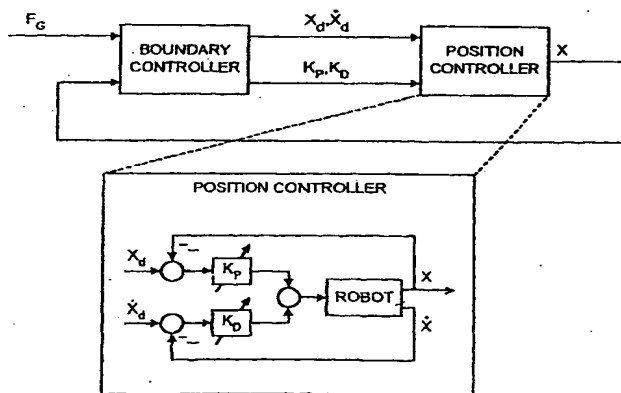 F_G
BOUNDARY
CONTROLLER
X_d,Ẋ_d
K_P,K_D
POSITION
CONTROLLER
X
POSITION CONTROLLER
X_d
K_P
Ẋ_d
K_D
ROBOT
X
Ẋ